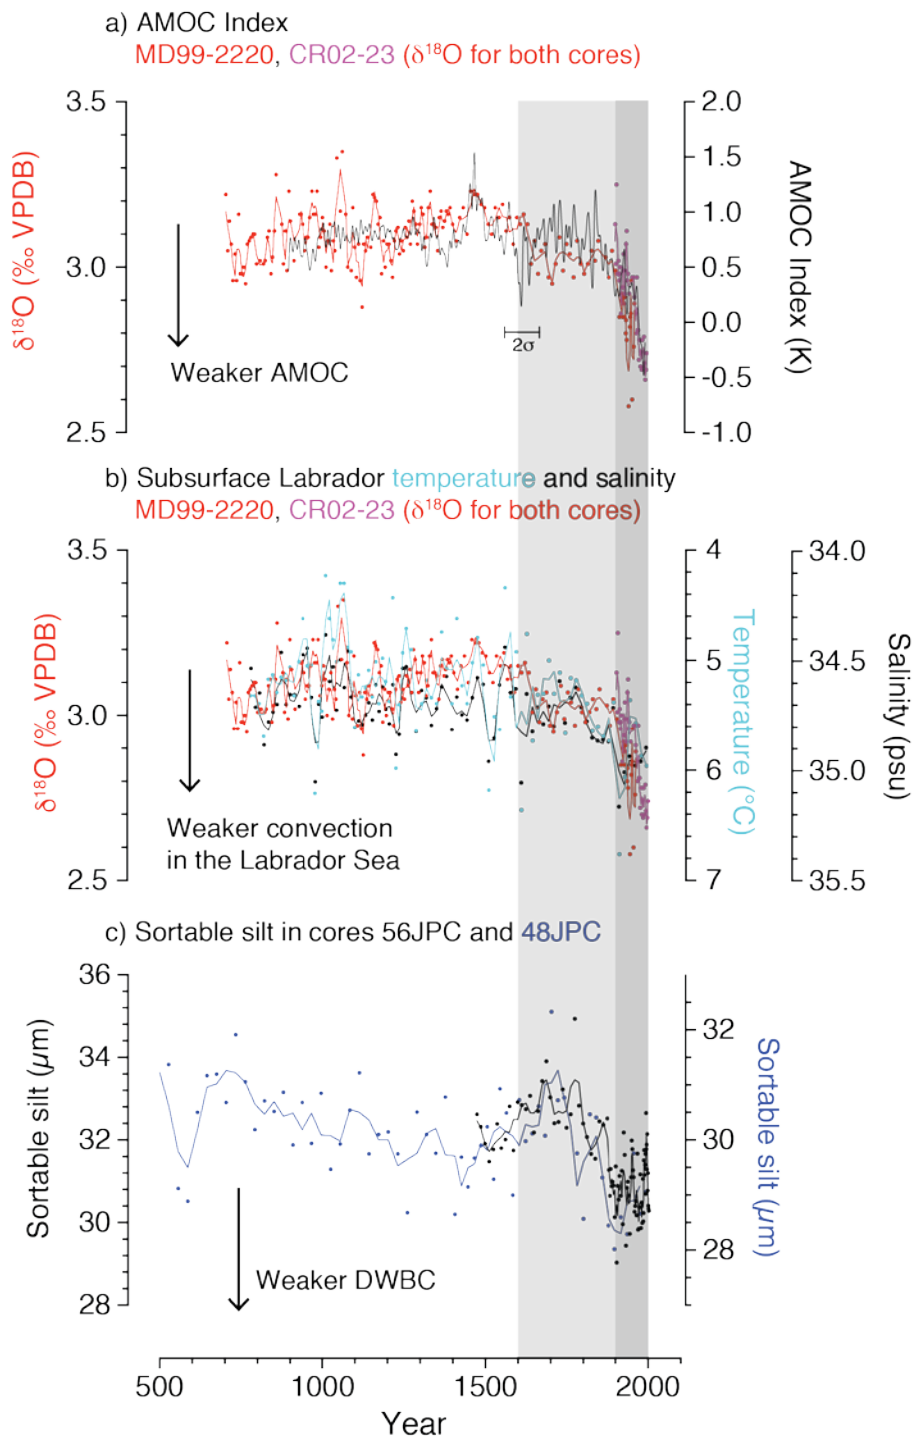 a) AMOC Index
MD99-2220, CR02-23 (δ¹⁸O for both cores)
3.5
3.0
2.5
δ¹⁸O (‰ VPDB)
Weaker AMOC
2σ
2.0
1.5
1.0
0.5
0.0
-0.5
-1.0
AMOC Index (K)
b) Subsurface Labrador temperature and salinity
MD99-2220, CR02-23 (δ¹⁸O for both cores)
3.5
3.0
2.5
δ¹⁸O (‰ VPDB)
Weaker convection
in the Labrador Sea
4
5
6
7
Temperature (°C)
34.0
34.5
35.0
35.5
Salinity (psu)
c) Sortable silt in cores 56JPC and 48JPC
36
34
32
30
28
Sortable silt (µm)
Weaker DWBC
32
30
28
Sortable silt (µm)
500 1000 1500 2000
Year